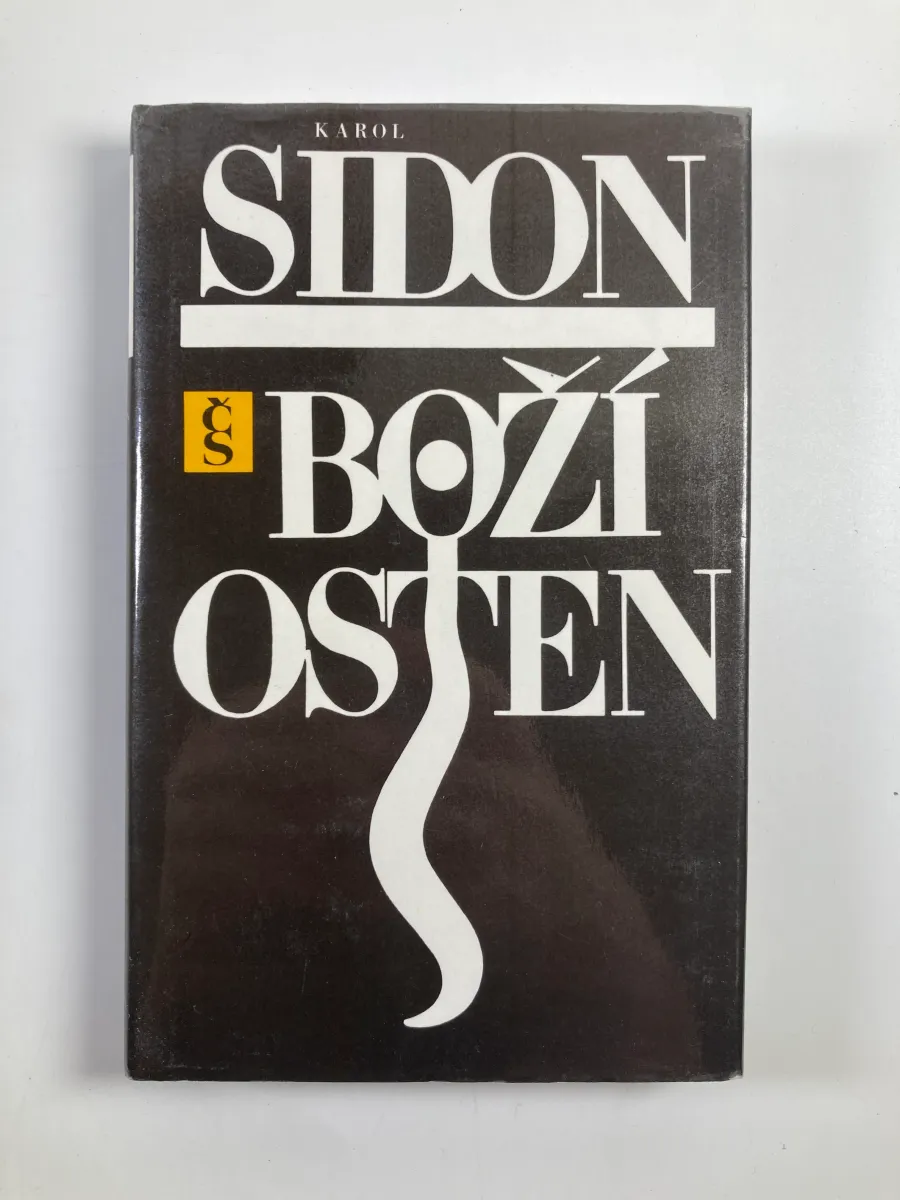 KAROL
SIDON
ČS
BOŽÍ
OSTEN